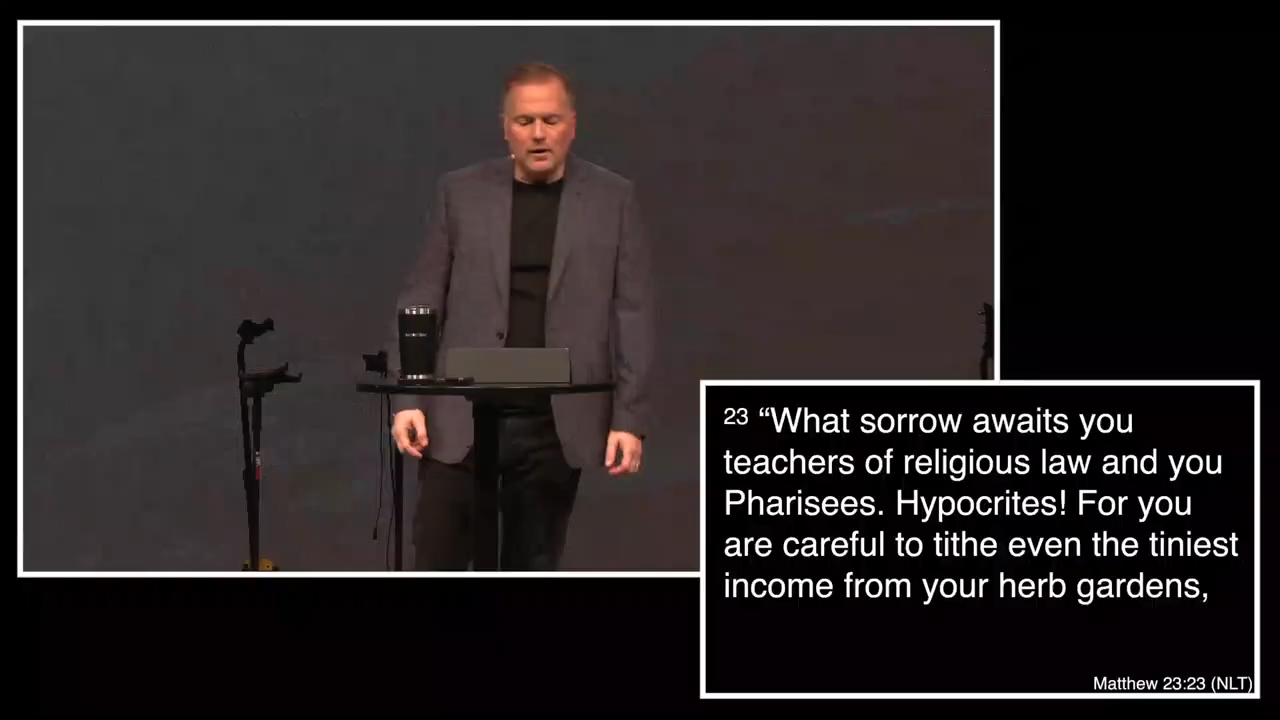 23 “What sorrow awaits you
teachers of religious law and you
Pharisees. Hypocrites! For you
are careful to tithe even the tiniest
income from your herb gardens,
Matthew 23:23 (NLT)